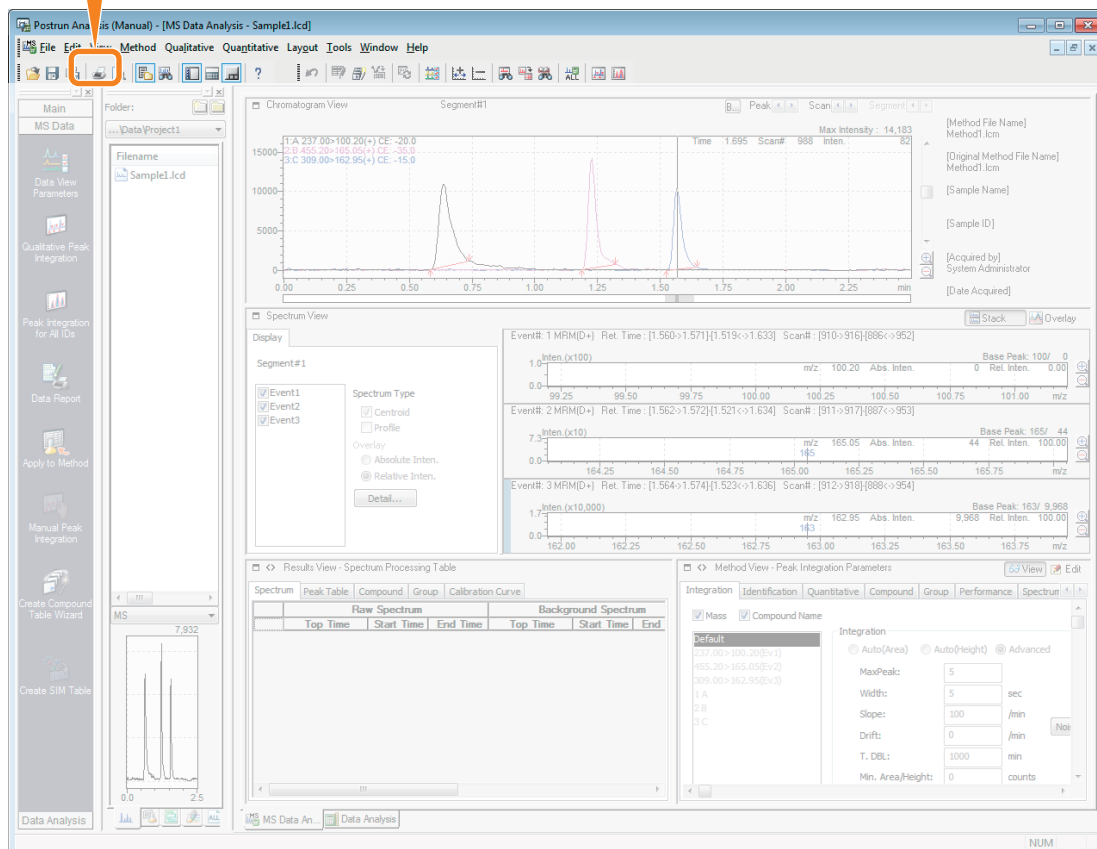 Postrun Analysis (Manual) - [MS Data Analysis - Sample1.lcd]
File Edit View Method Qualitative Quantitative Layout Tools Window Help
Main
MS Data
Data View
Parameters
Qualitative Peak
Integration
Peak Integration
for All IDs
Data Report
Apply to Method
Manual Peak
Integration
Create Compound
Table Wizard
Create SIM Table
Data Analysis
Folder:
...\Data\Project1
Filename
Sample1.lcd
MS
7,932
0.0 2.5
Chromatogram View Segment#1 B... Peak Scan Segment
Max Intensity : 14,183
1:A 237.00>100.20(+) CE: -20.0 Time 1.695 Scan# 988 Inten. 82
2:B 455.20>165.05(+) CE: -35.0
3:C 309.00>162.95(+) CE: -15.0
15000
10000
5000
0
0.00 0.25 0.50 0.75 1.00 1.25 1.50 1.75 2.00 2.25 min
[Method File Name]
Method1.lcm
[Original Method File Name]
Method1.lcm
[Sample Name]
[Sample ID]
[Acquired by]
System Administrator
[Date Acquired]
Spectrum View Stack Overlay
Display
Segment#1
Event1
Event2
Event3
Spectrum Type
Centroid
Profile
Overlay
Absolute Inten.
Relative Inten.
Detail...
Event#: 1 MRM(D+) Ret. Time : [1.560->1.571]-[1.519<->1.633] Scan# : [910->916]-[886<->952]
Inten.(x100) Base Peak: 100/ 0
1.0 m/z 100.20 Abs. Inten. 0 Rel. Inten. 0.00
0.0
99.25 99.50 99.75 100.00 100.25 100.50 100.75 101.00 m/z
Event#: 2 MRM(D+) Ret. Time : [1.562->1.572]-[1.521<->1.634] Scan# : [911->917]-[887<->953]
Inten.(x10) Base Peak: 165/ 44
7.3 m/z 165.05 Abs. Inten. 44 Rel. Inten. 100.00
165
0.0
164.25 164.50 164.75 165.00 165.25 165.50 165.75 m/z
Event#: 3 MRM(D+) Ret. Time : [1.564->1.574]-[1.523<->1.636] Scan# : [912->918]-[888<->954]
Inten.(x10,000) Base Peak: 163/ 9,968
1.7 m/z 162.95 Abs. Inten. 9,968 Rel. Inten. 100.00
163
0.0
162.00 162.25 162.50 162.75 163.00 163.25 163.50 163.75 m/z
Results View - Spectrum Processing Table
Spectrum Peak Table Compound Group Calibration Curve
Raw Spectrum Background Spectrum
Top Time Start Time End Time Top Time Start Time End
Method View - Peak Integration Parameters View Edit
Integration Identification Quantitative Compound Group Performance Spectrum
Mass Compound Name
Default
237.00>100.20(Ev1)
455.20>165.05(Ev2)
309.00>162.95(Ev3)
1 A
2 B
3 C
Integration
Auto(Area) Auto(Height) Advanced
MaxPeak: 5
Width: 5 sec
Slope: 100 /min
Drift: 0 /min
T. DBL: 1000 min
Min. Area/Height: 0 counts
MS Data An... Data Analysis
NUM